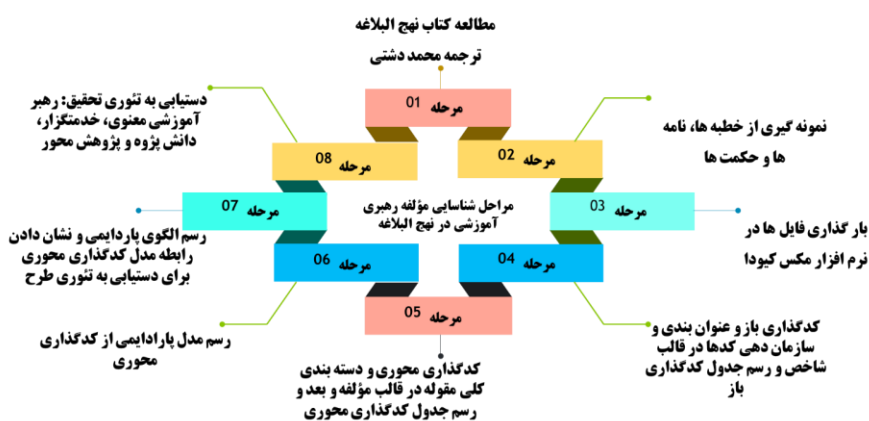 مطالعه کتاب نهج البلاغه
ترجمه محمد دشتی
مرحله 01
نمونه گیری از خطبه ها، نامه
ها و حکمت ها
مرحله 02
بار گذاری فایل ها در
نرم افزار مکس کیودا
مرحله 03
کدگذاری باز و عنوان بندی و
سازمان دهی کدها در قالب
شاخص و رسم جدول کدگذاری
باز
مرحله 04
مرحله 05
کدگذاری محوری و دسته بندی
کلی مقوله در قالب مؤلفه و بعد و
رسم جدول کدگذاری محوری
مرحله 06
رسم مدل پارادایمی از کدگذاری
محوری
مرحله 07
رسم الگوی پاردایمی و نشان دادن
رابطه مدل کدگذاری محوری
برای دستیابی به تئوری طرح
مرحله 08
دستیابی به تئوری تحقیق: رهبر
آموزشی معنوی، خدمتگزار،
دانش پژوه و پژوهش محور
مراحل شناسایی مؤلفه رهبری
آموزشی در نهج البلاغه